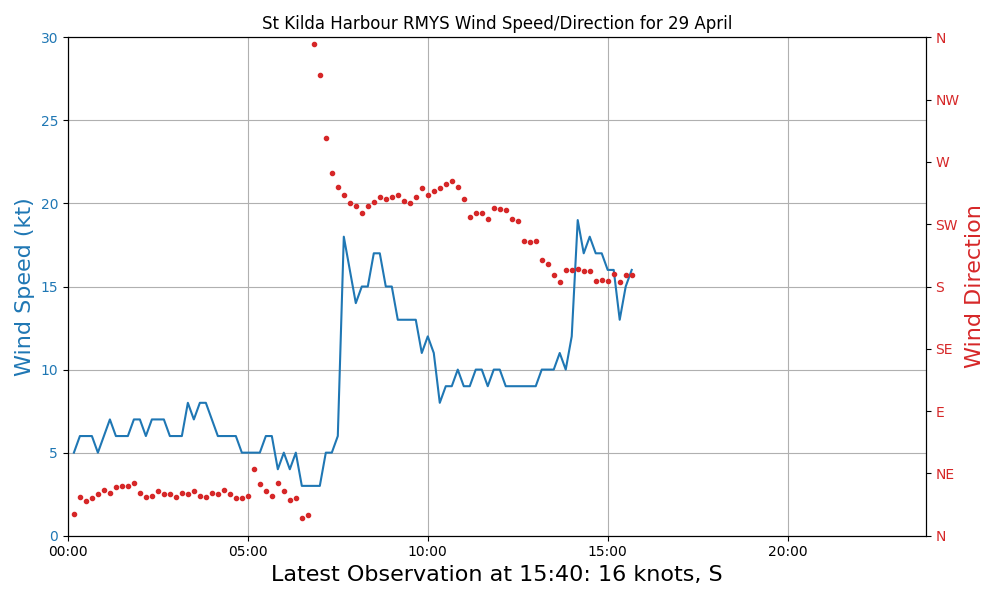 St Kilda Harbour RMYS Wind Speed/Direction for 29 April
30
25
20
15
10
5
0
Wind Speed (kt)
N
NW
W
SW
S
SE
E
NE
N
Wind Direction
00:00 05:00 10:00 15:00 20:00
Latest Observation at 15:40: 16 knots, S